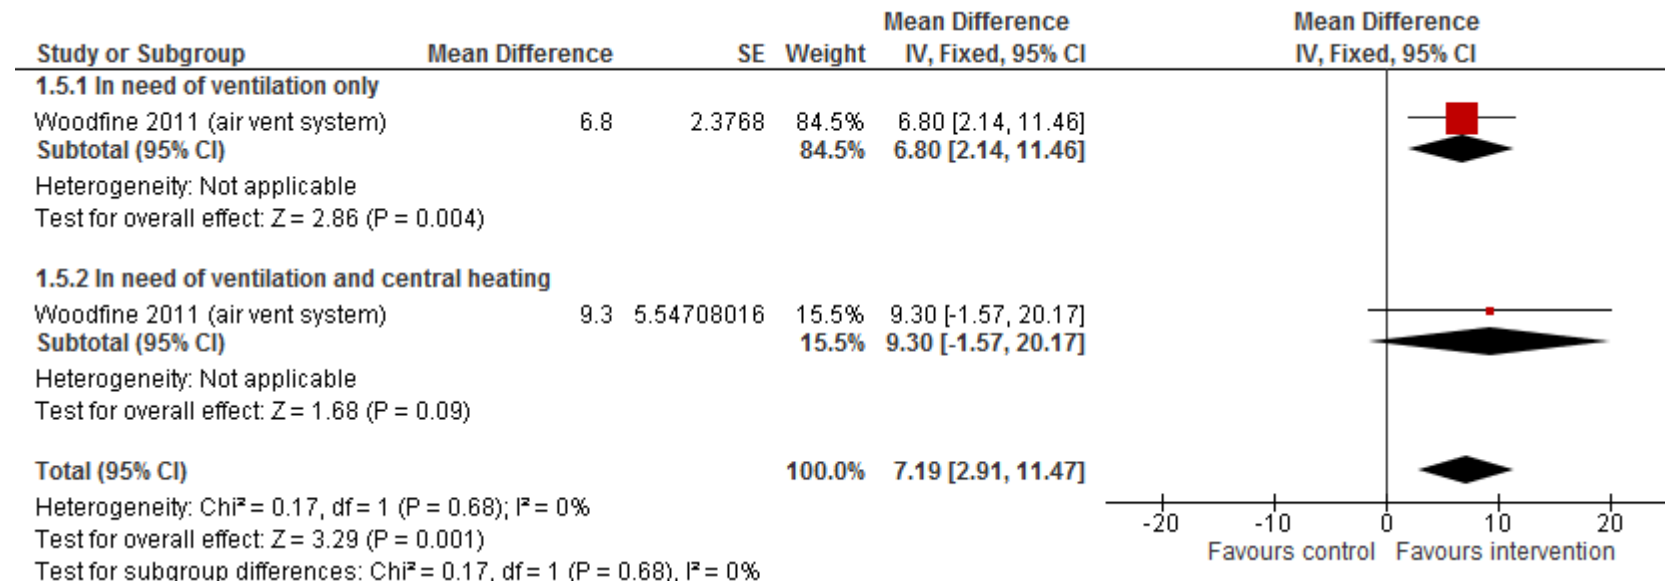 Mean Difference Mean Difference
Study or Subgroup Mean Difference SE Weight IV, Fixed, 95% CI IV, Fixed, 95% CI
1.5.1 In need of ventilation only
Woodfine 2011 (air vent system) 6.8 2.3768 84.5% 6.80 [2.14, 11.46]
Subtotal (95% CI) 84.5% 6.80 [2.14, 11.46]
Heterogeneity: Not applicable
Test for overall effect: Z = 2.86 (P = 0.004)
1.5.2 In need of ventilation and central heating
Woodfine 2011 (air vent system) 9.3 5.54708016 15.5% 9.30 [-1.57, 20.17]
Subtotal (95% CI) 15.5% 9.30 [-1.57, 20.17]
Heterogeneity: Not applicable
Test for overall effect: Z = 1.68 (P = 0.09)
Total (95% CI) 100.0% 7.19 [2.91, 11.47]
Heterogeneity: Chi² = 0.17, df = 1 (P = 0.68); I² = 0%
Test for overall effect: Z = 3.29 (P = 0.001)
Test for subgroup differences: Chi² = 0.17, df = 1 (P = 0.68), I² = 0%
-20 -10 0 10 20
Favours control Favours intervention